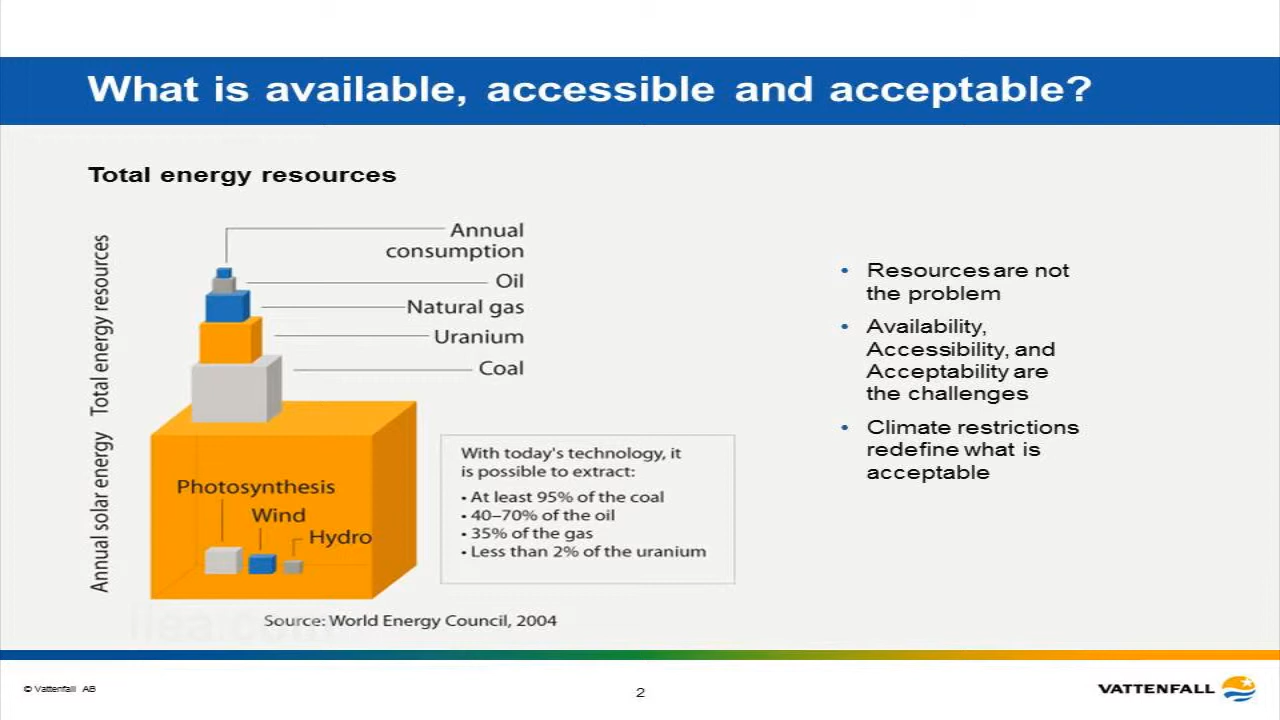 What is available, accessible and acceptable?
Total energy resources
Total energy resources
Annual solar energy
Annual
consumption
Oil
Natural gas
Uranium
Coal
Photosynthesis
Wind
Hydro
With today's technology, it
is possible to extract:
• At least 95% of the coal
• 40–70% of the oil
• 35% of the gas
• Less than 2% of the uranium
Source: World Energy Council, 2004
• Resources are not
the problem
• Availability,
Accessibility, and
Acceptability are
the challenges
• Climate restrictions
redefine what is
acceptable
© Vattenfall AB
2
VATTENFALL